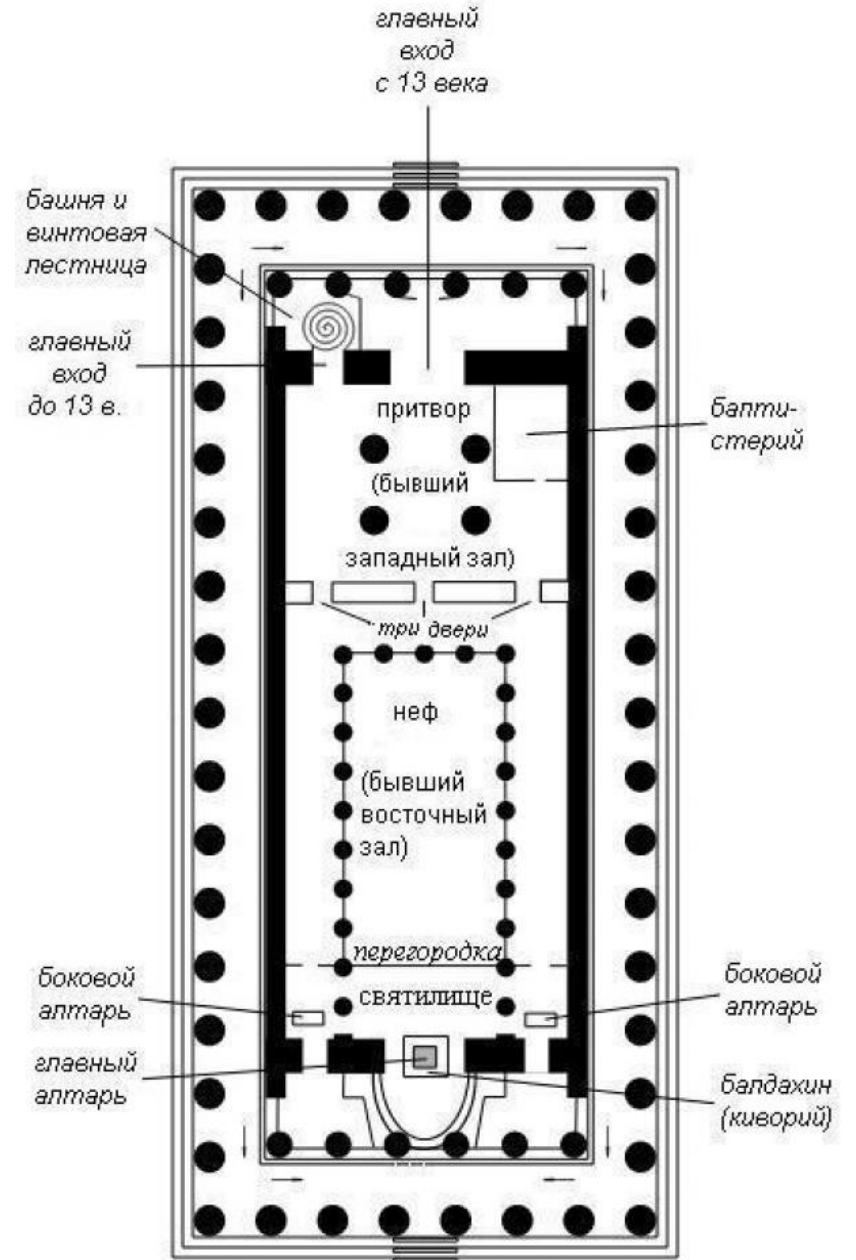 главный
вход
с 13 века
башня и
винтовая
лестница
главный
вход
до 13 в.
притвор
бапти-
стерий
(бывший
западный зал)
три двери
неф
(бывший
восточный
зал)
перегородка
святилище
боковой
алтарь
боковой
алтарь
главный
алтарь
балдахин
(киворий)